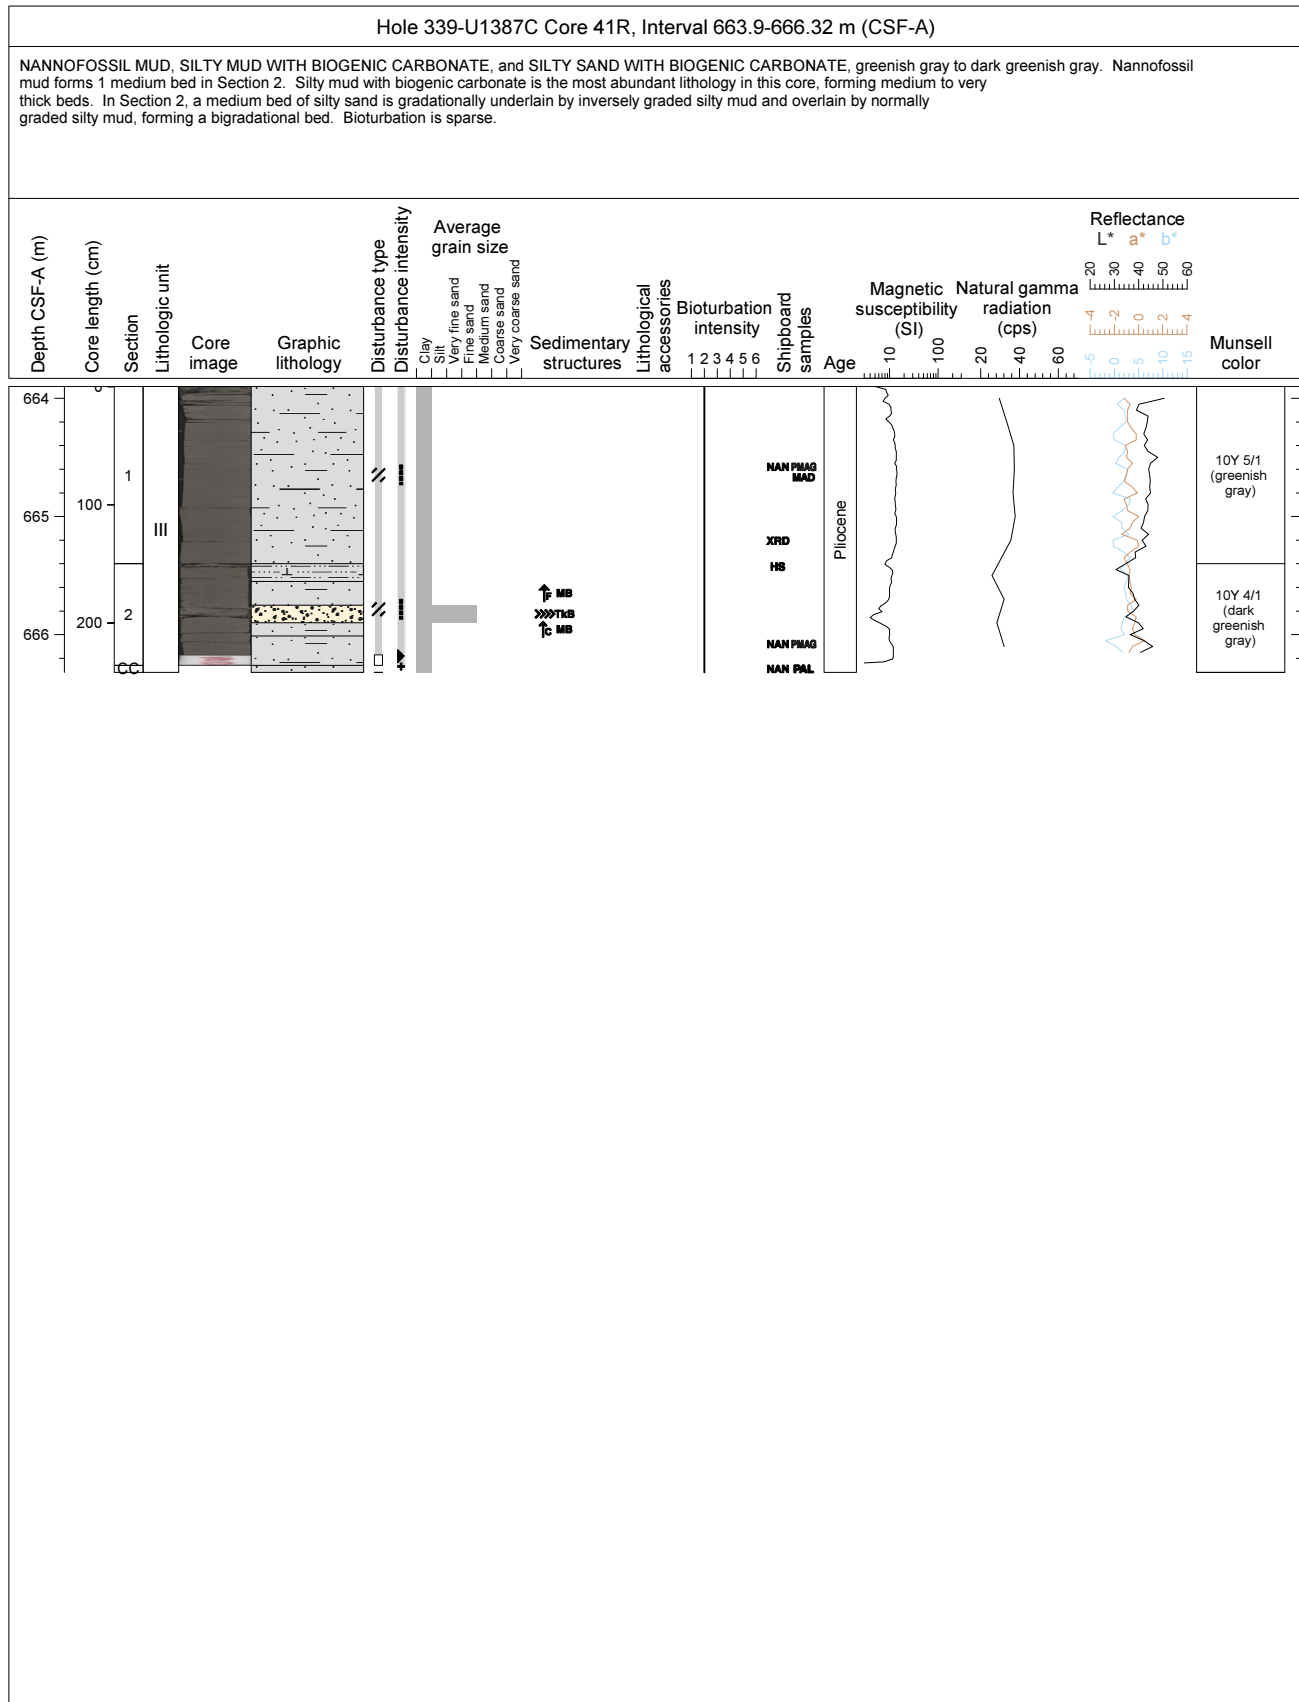 Hole 339-U1387C Core 41R, Interval 663.9-666.32 m (CSF-A)
NANNOFOSSIL MUD, SILTY MUD WITH BIOGENIC CARBONATE, and SILTY SAND WITH BIOGENIC CARBONATE, greenish gray to dark greenish gray. Nannofossil
mud forms 1 medium bed in Section 2. Silty mud with biogenic carbonate is the most abundant lithology in this core, forming medium to very
thick beds. In Section 2, a medium bed of silty sand is gradationally underlain by inversely graded silty mud and overlain by normally
graded silty mud, forming a bigradational bed. Bioturbation is sparse.
Depth CSF-A (m)
Core length (cm)
Section
Lithologic unit
Core
image
Graphic
lithology
Disturbance type
Disturbance intensity
Average
grain size
Clay
Silt
Very fine sand
Fine sand
Medium sand
Coarse sand
Very coarse sand
Sedimentary
structures
Lithological
accessories
Bioturbation
intensity
1 2 3 4 5 6
Shipboard
samples
Age
Magnetic
susceptibility
(SI)
10 100
Natural gamma
radiation
(cps)
20 40 60
Reflectance
L* a* b*
20 30 40 50 60
-4 -2 0 2 4
-5 0 5 10 15
Munsell
color
664
665
666
0
100
200
1
2
CC
III
F MB
TkB
C MB
NAN PMAG
MAD
XRD
HS
NAN PMAG
NAN PAL
Pliocene
10Y 5/1
(greenish
gray)
10Y 4/1
(dark
greenish
gray)